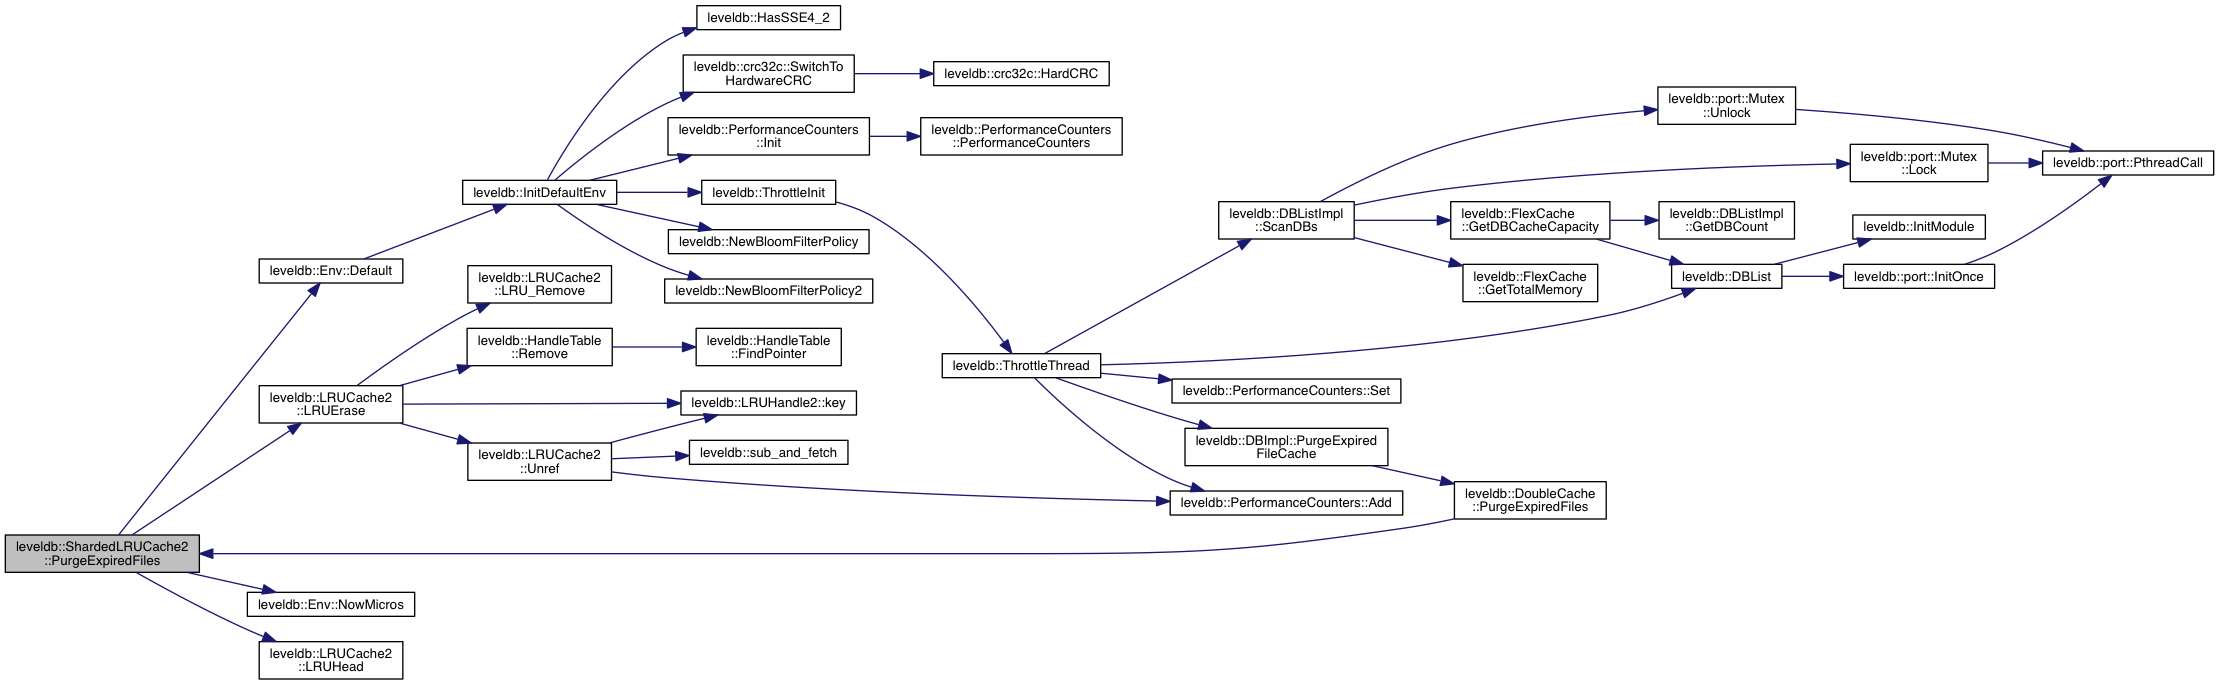 leveldb::HasSSE4_2
leveldb::crc32c::SwitchTo
HardwareCRC
leveldb::crc32c::HardCRC
leveldb::PerformanceCounters
::Init
leveldb::PerformanceCounters
::PerformanceCounters
leveldb::InitDefaultEnv
leveldb::ThrottleInit
leveldb::NewBloomFilterPolicy
leveldb::NewBloomFilterPolicy2
leveldb::Env::Default
leveldb::LRUCache2
::LRU_Remove
leveldb::HandleTable
::Remove
leveldb::HandleTable
::FindPointer
leveldb::LRUCache2
::LRUErase
leveldb::LRUHandle2::key
leveldb::LRUCache2
::Unref
leveldb::sub_and_fetch
leveldb::ShardedLRUCache2
::PurgeExpiredFiles
leveldb::Env::NowMicros
leveldb::LRUCache2
::LRUHead
leveldb::ThrottleThread
leveldb::DBListImpl
::ScanDBs
leveldb::port::Mutex
::Unlock
leveldb::port::Mutex
::Lock
leveldb::port::PthreadCall
leveldb::FlexCache
::GetDBCacheCapacity
leveldb::DBListImpl
::GetDBCount
leveldb::InitModule
leveldb::FlexCache
::GetTotalMemory
leveldb::DBList
leveldb::port::InitOnce
leveldb::PerformanceCounters::Set
leveldb::DBImpl::PurgeExpired
FileCache
leveldb::PerformanceCounters::Add
leveldb::DoubleCache
::PurgeExpiredFiles